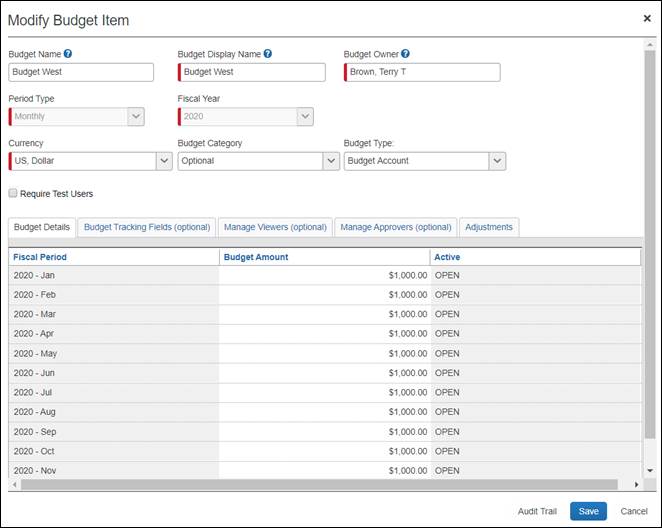 Modify Budget Item ×
Budget Name ? Budget Display Name ? Budget Owner ?
Budget West Budget West Brown, Terry T
Period Type Fiscal Year
Monthly 2020
Currency Budget Category Budget Type:
US, Dollar Optional Budget Account
Require Test Users
Budget Details Budget Tracking Fields (optional) Manage Viewers (optional) Manage Approvers (optional) Adjustments
Fiscal Period Budget Amount Active
2020 - Jan $1,000.00 OPEN
2020 - Feb $1,000.00 OPEN
2020 - Mar $1,000.00 OPEN
2020 - Apr $1,000.00 OPEN
2020 - May $1,000.00 OPEN
2020 - Jun $1,000.00 OPEN
2020 - Jul $1,000.00 OPEN
2020 - Aug $1,000.00 OPEN
2020 - Sep $1,000.00 OPEN
2020 - Oct $1,000.00 OPEN
2020 - Nov $1,000.00 OPEN
Audit Trail Save Cancel